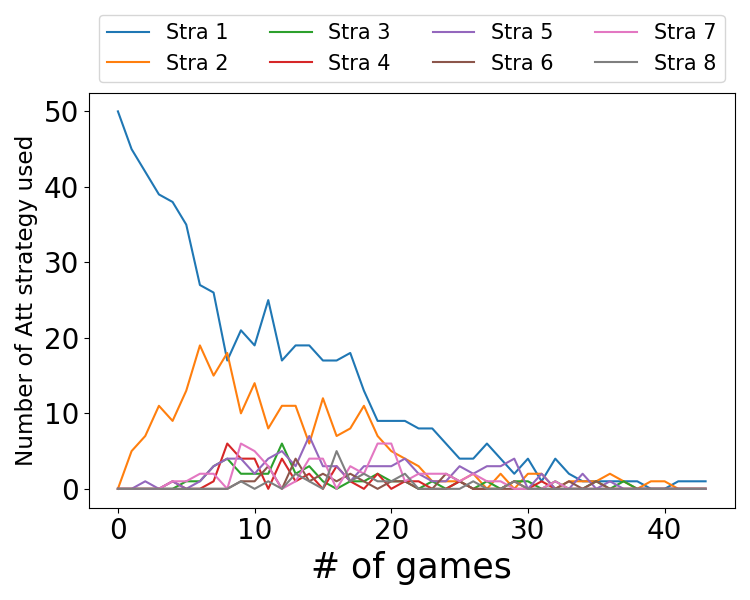 Stra 1 Stra 3 Stra 5 Stra 7
Stra 2 Stra 4 Stra 6 Stra 8
50
40
30
20
10
0
Number of Att strategy used
0 10 20 30 40
# of games